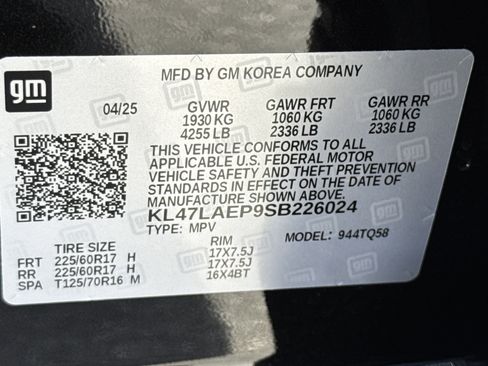 gm
MFD BY GM KOREA COMPANY
04/25 GVWR GAWR FRT GAWR RR
1930 KG 1060 KG 1060 KG
4255 LB 2336 LB 2336 LB
THIS VEHICLE CONFORMS TO ALL
APPLICABLE U.S. FEDERAL MOTOR
VEHICLE SAFETY AND THEFT PREVENTION
STANDARDS IN EFFECT ON THE DATE OF
MANUFACTURE SHOWN ABOVE.
KL47LAEP9SB226024
TYPE: MPV MODEL: 944TQ58
TIRE SIZE RIM
FRT 225/60R17 H 17X7.5J
RR 225/60R17 H 17X7.5J
SPA T125/70R16 M 16X4BT